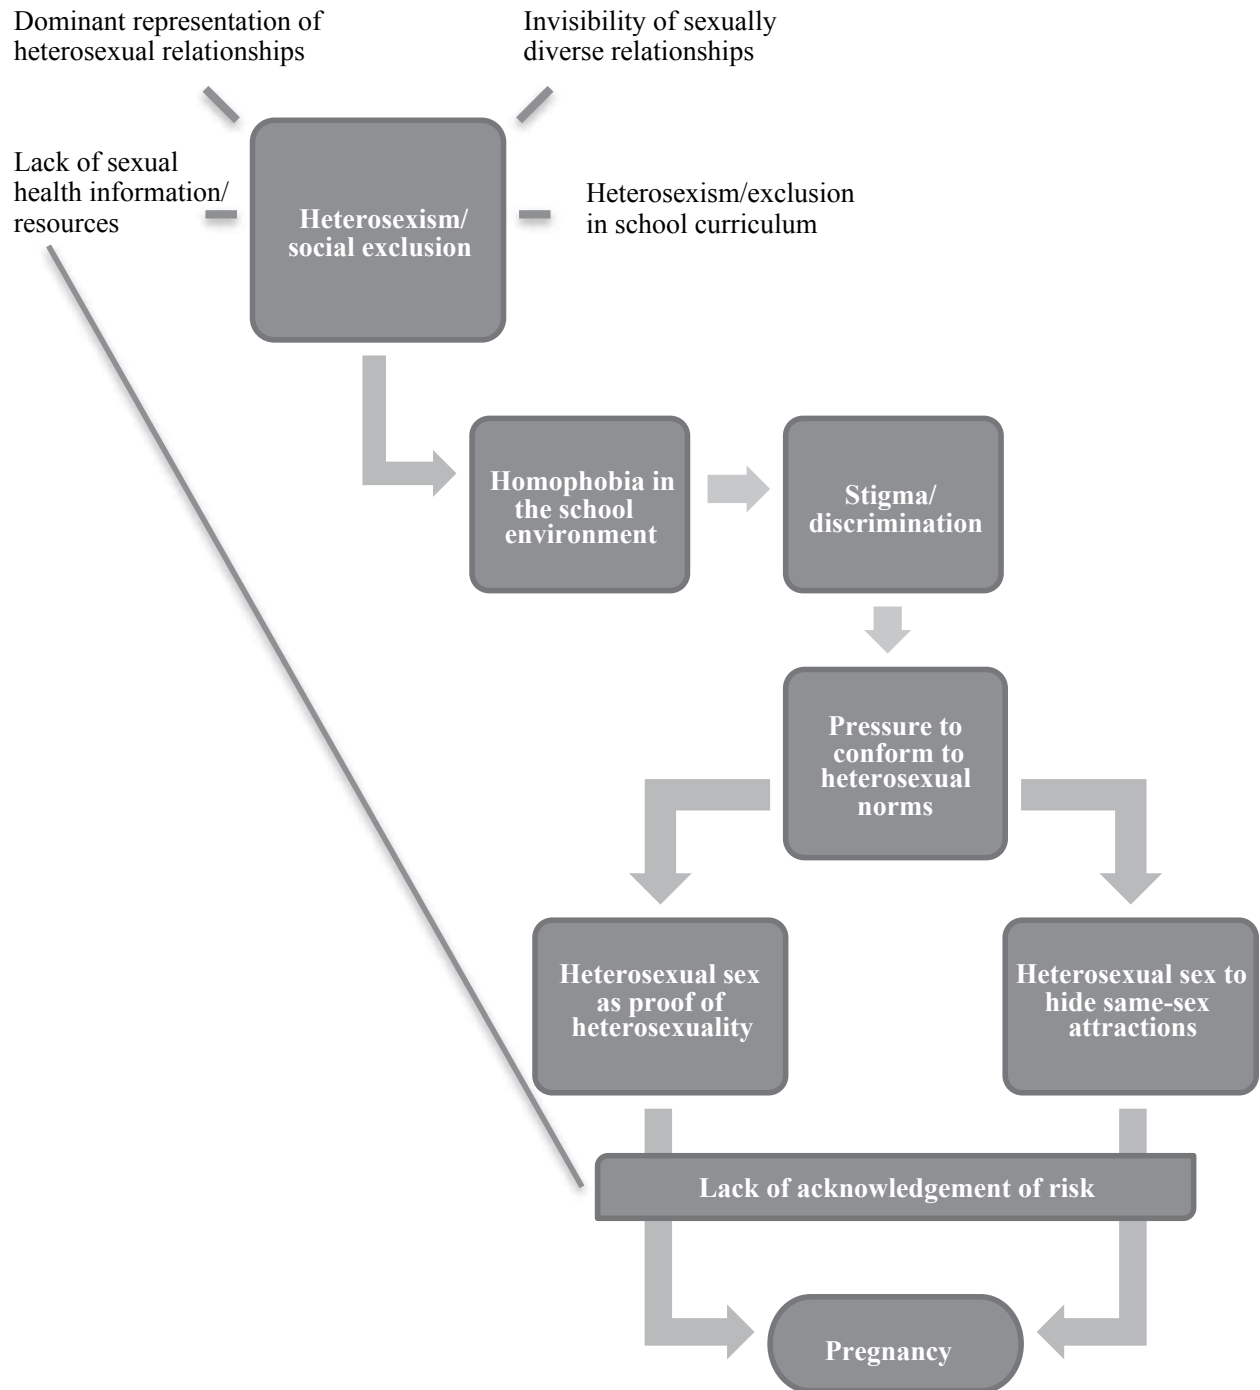 Dominant representation of
heterosexual relationships
Invisibility of sexually
diverse relationships
Lack of sexual
health information/
resources
Heterosexism/
social exclusion
Heterosexism/exclusion
in school curriculum
Homophobia in
the school
environment
Stigma/
discrimination
Pressure to
conform to
heterosexual
norms
Heterosexual sex
as proof of
heterosexuality
Heterosexual sex to
hide same-sex
attractions
Lack of acknowledgement of risk
Pregnancy